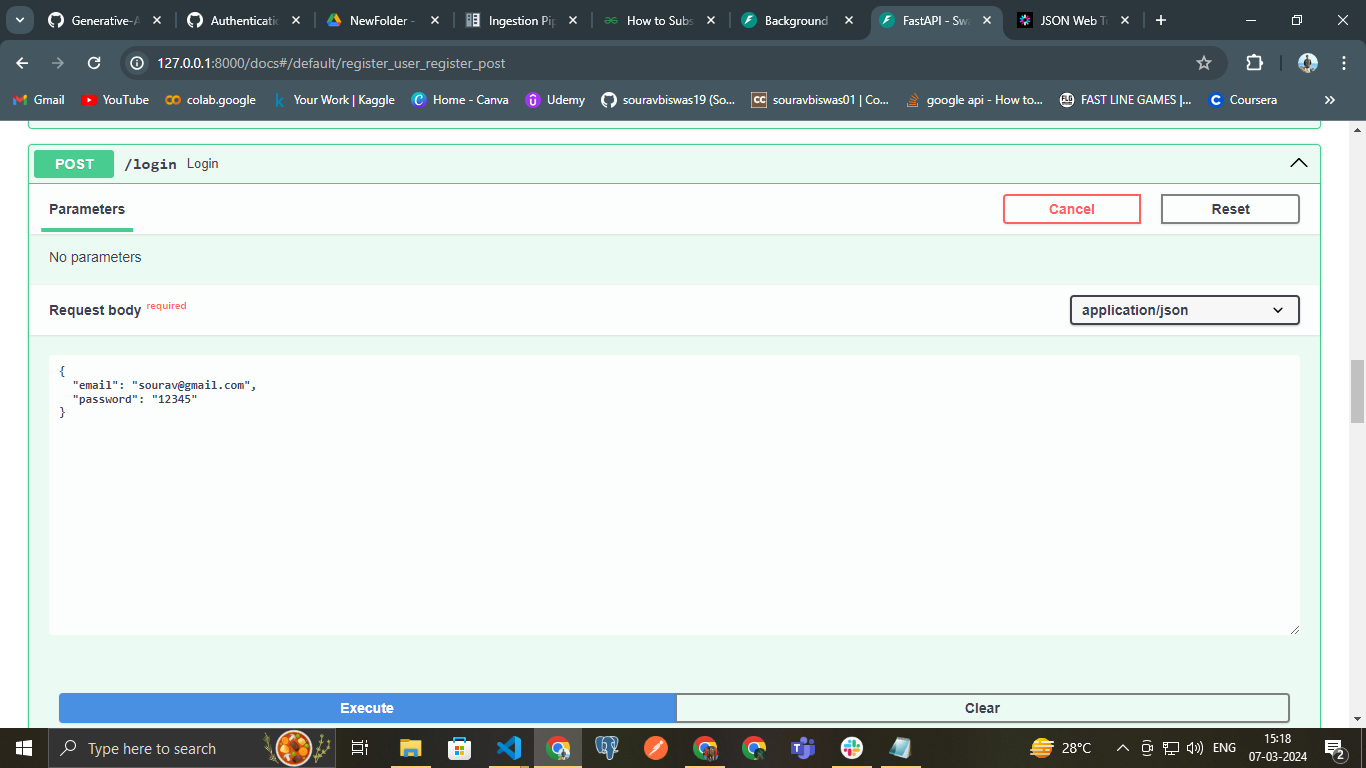 Generative-A
Authenticatic
NewFolder -
Ingestion Pip
How to Subs
Background
FastAPI - Swa
JSON Web To
127.0.0.1:8000/docs#/default/register_user_register_post
Gmail
YouTube
colab.google
Your Work | Kaggle
Home - Canva
Udemy
souravbiswas19 (So...
souravbiswas01 | Co...
google api - How to...
FAST LINE GAMES |...
Coursera
POST /login Login
Parameters
Cancel
Reset
No parameters
Request body required
application/json
{
"email": "sourav@gmail.com",
"password": "12345"
}
Execute
Clear
Type here to search
28°C
ENG
15:18
07-03-2024
2